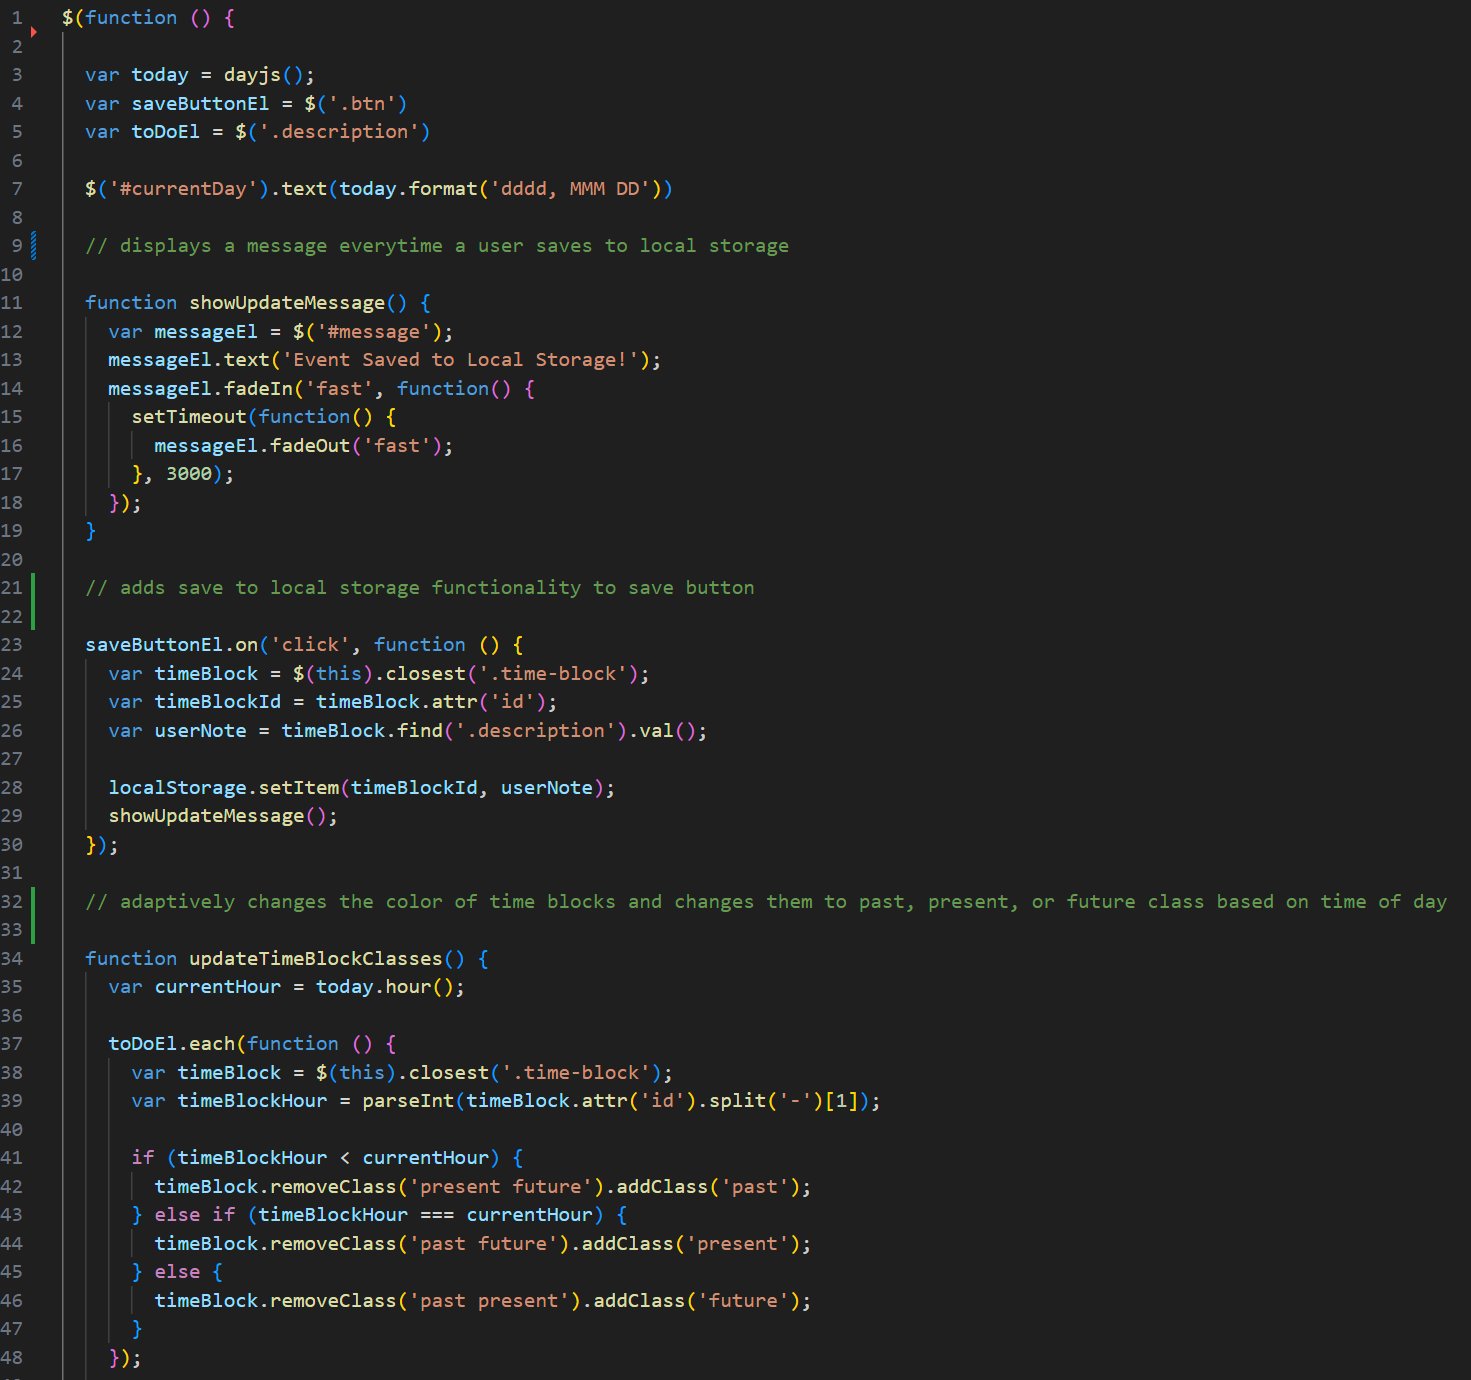 1 $(function () {
2
3 var today = dayjs();
4 var saveButtonEl = $('.btn')
5 var toDoEl = $('.description')
6
7 $('#currentDay').text(today.format('dddd, MMM DD'))
8
9 // displays a message everytime a user saves to local storage
10
11 function showUpdateMessage() {
12 var messageEl = $('#message');
13 messageEl.text('Event Saved to Local Storage!');
14 messageEl.fadeIn('fast', function() {
15 setTimeout(function() {
16 messageEl.fadeOut('fast');
17 }, 3000);
18 });
19 }
20
21 // adds save to local storage functionality to save button
22
23 saveButtonEl.on('click', function () {
24 var timeBlock = $(this).closest('.time-block');
25 var timeBlockId = timeBlock.attr('id');
26 var userNote = timeBlock.find('.description').val();
27
28 localStorage.setItem(timeBlockId, userNote);
29 showUpdateMessage();
30 });
31
32 // adaptively changes the color of time blocks and changes them to past, present, or future class based on time of day
33
34 function updateTimeBlockClasses() {
35 var currentHour = today.hour();
36
37 toDoEl.each(function () {
38 var timeBlock = $(this).closest('.time-block');
39 var timeBlockHour = parseInt(timeBlock.attr('id').split('-')[1]);
40
41 if (timeBlockHour < currentHour) {
42 timeBlock.removeClass('present future').addClass('past');
43 } else if (timeBlockHour === currentHour) {
44 timeBlock.removeClass('past future').addClass('present');
45 } else {
46 timeBlock.removeClass('past present').addClass('future');
47 }
48 });